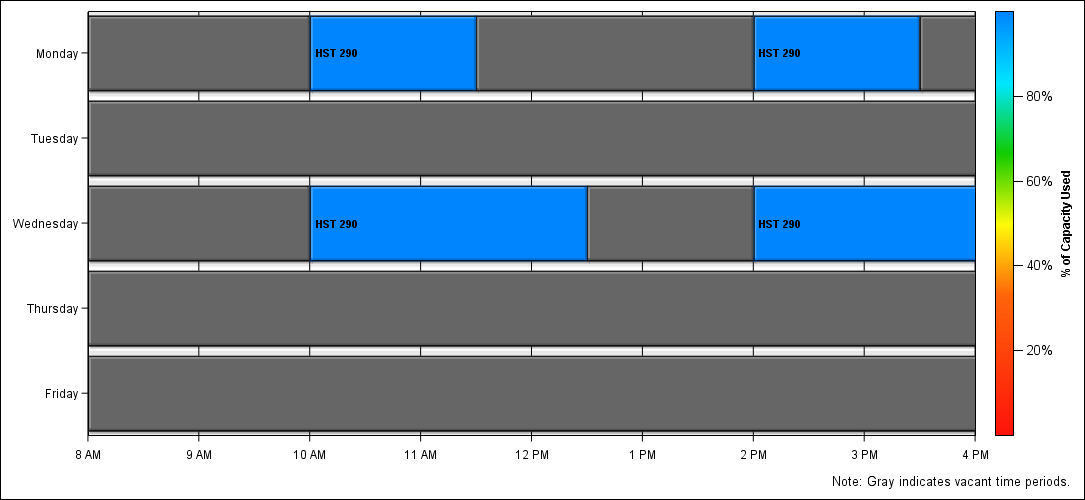 Monday
HST 290
HST 290
Tuesday
Wednesday
HST 290
HST 290
Thursday
Friday
8 AM
9 AM
10 AM
11 AM
12 PM
1 PM
2 PM
3 PM
4 PM
80%
60%
40%
20%
% of Capacity Used
Note: Gray indicates vacant time periods.